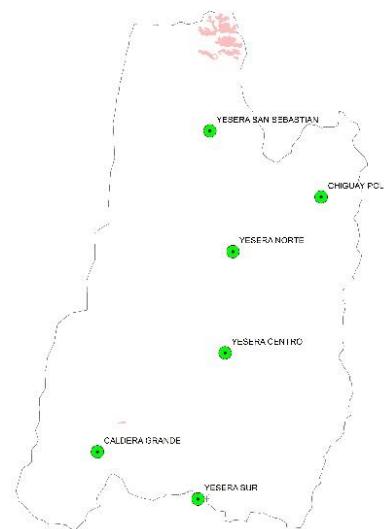 YESERA SAN SEBASTIAN
CHIGUAY POL
YESERA NORTE
YESERA CENTRO
CALDERA GRANDE
YESERA SUR